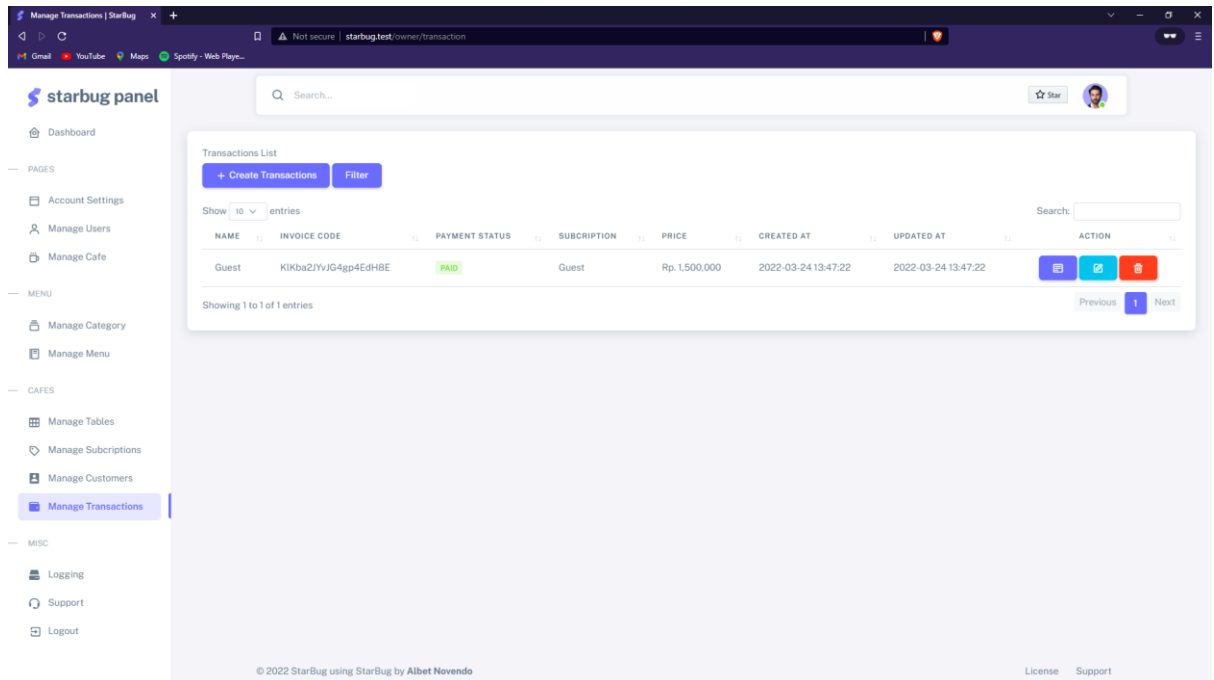 Manage Transactions | StarBug
Not secure | starbug.test/owner/transaction
Gmail YouTube Maps Spotify - Web Playe...
starbug panel
Search...
Star
Dashboard
PAGES
Account Settings
Manage Users
Manage Cafe
MENU
Manage Category
Manage Menu
CAFES
Manage Tables
Manage Subcriptions
Manage Customers
Manage Transactions
MISC
Logging
Support
Logout
Transactions List
+ Create Transactions Filter
Show 10 entries Search:
NAME INVOICE CODE PAYMENT STATUS SUBCRIPTION PRICE CREATED AT UPDATED AT ACTION
Guest KIKba2JYvJG4gp4EdH8E PAID Guest Rp. 1,500,000 2022-03-24 13:47:22 2022-03-24 13:47:22
Showing 1 to 1 of 1 entries Previous 1 Next
© 2022 StarBug using StarBug by Albet Novendo License Support